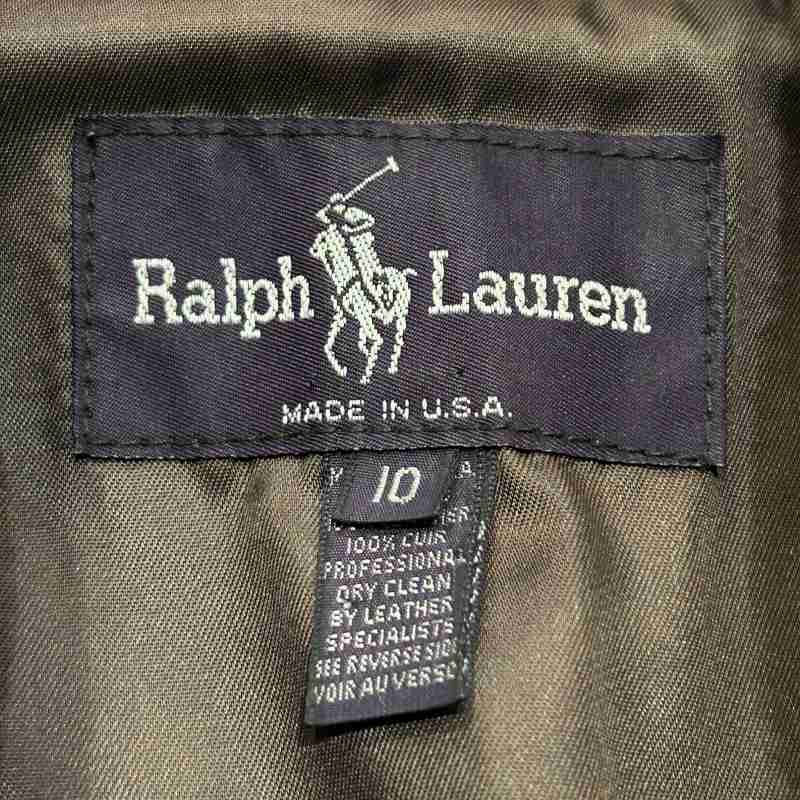 Ralph Lauren
MADE IN U.S.A.
10
100% CUIR
PROFESSIONAL
DRY CLEAN
BY LEATHER
SPECIALISTS
SEE REVERSE SIDE
VOIR AU VERSO